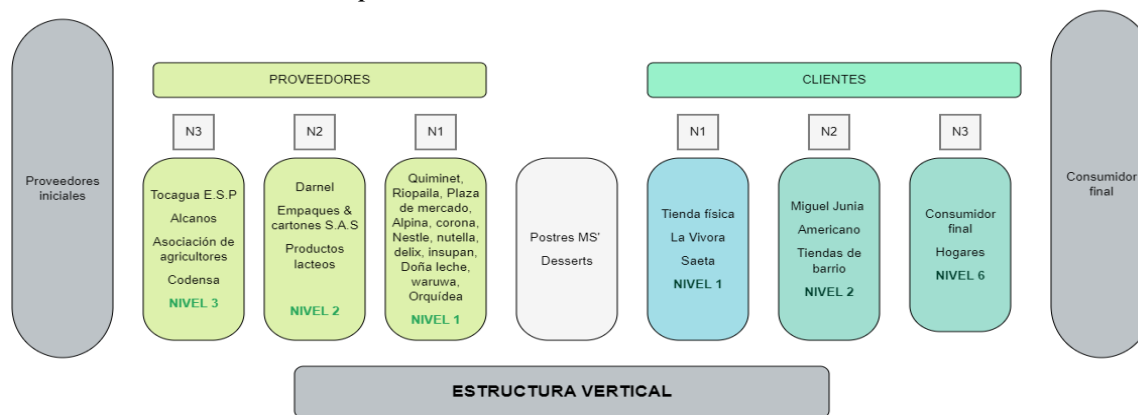 PROVEEDORES
CLIENTES
N3
N2
N1
N1
N2
N3
Proveedores
iniciales
Tocagua E.S.P
Alcanos
Asociación de
agricultores
Codensa
NIVEL 3
Darnel
Empaques &
cartones S.A.S
Productos
lacteos
NIVEL 2
Quiminet,
Riopaila, Plaza
de mercado,
Alpina, corona,
Nestle, nutella,
delix, insupan,
Doña leche,
waruwa,
Orquídea
NIVEL 1
Postres MS'
Desserts
Tienda física
La Vivora
Saeta
NIVEL 1
Miguel Junia
Americano
Tiendas de
barrio
NIVEL 2
Consumidor
final
Hogares
NIVEL 6
Consumidor
final
ESTRUCTURA VERTICAL